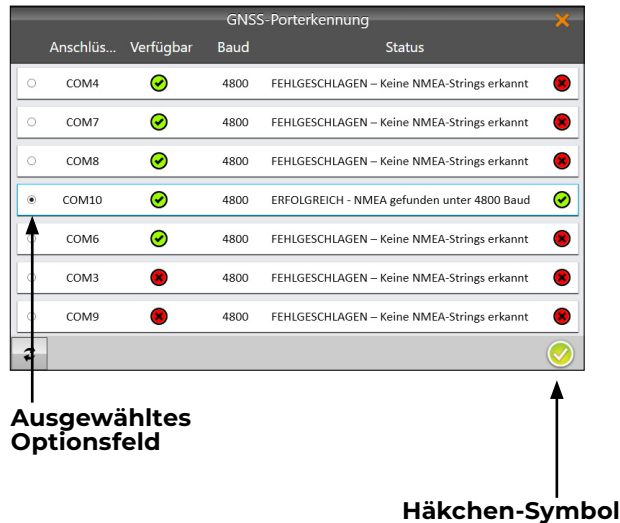 GNSS-Porterkennung
Anschlüs... Verfügbar Baud Status
COM4 4800 FEHLGESCHLAGEN – Keine NMEA-Strings erkannt
COM7 4800 FEHLGESCHLAGEN – Keine NMEA-Strings erkannt
COM8 4800 FEHLGESCHLAGEN – Keine NMEA-Strings erkannt
COM10 4800 ERFOLGREICH - NMEA gefunden unter 4800 Baud
COM6 4800 FEHLGESCHLAGEN – Keine NMEA-Strings erkannt
COM3 4800 FEHLGESCHLAGEN – Keine NMEA-Strings erkannt
COM9 4800 FEHLGESCHLAGEN – Keine NMEA-Strings erkannt
Ausgewähltes
Optionsfeld
Häkchen-Symbol